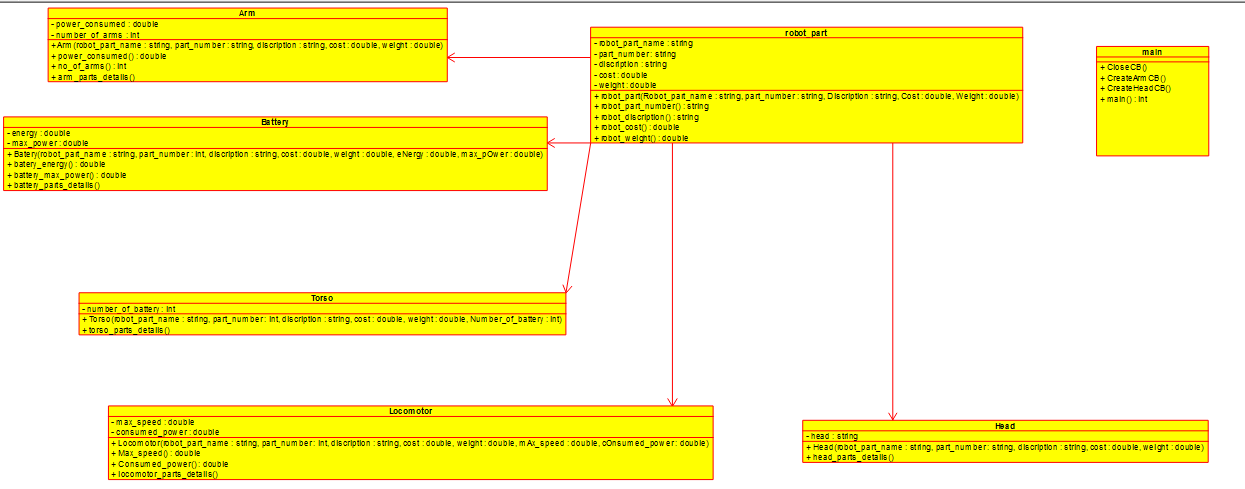 Arm
- power_consumed : double
- number_of_arms : int
+ Arm(robot_part_name : string, part_number : string, discription : string, cost : double, weight : double)
+ power_consumed() : double
+ no_of_arms() : int
+ arm_parts_details()
robot_part
- robot_part_name : string
- part_number : string
- discription : string
- cost : double
- weight : double
+ robot_part(Robot_part_name : string, part_number : string, Discription : string, Cost : double, Weight : double)
+ robot_part_number() : string
+ robot_discription() : string
+ robot_cost() : double
+ robot_weight() : double
main
+ CloseCB()
+ CreateArmCB()
+ CreateHeadCB()
+ main() : int
Battery
- energy : double
- max_power : double
+ Batery(robot_part_name : string, part_number : int, discription : string, cost : double, weight : double, eNergy : double, max_pOwer : double)
+ batery_energy() : double
+ battery_max_power() : double
+ battery_parts_details()
Torso
- number_of_battery : int
+ Torso(robot_part_name : string, part_number : int, discription : string, cost : double, weight : double, Number_of_battery : int)
+ torso_parts_details()
Locomotor
- max_speed : double
- consumed_power : double
+ Locomotor(robot_part_name : string, part_number : int, discription : string, cost : double, weight : double, mAx_speed : double, cOnsumed_power : double)
+ Max_speed() : double
+ Consumed_power() : double
+ locomotor_parts_details()
Head
- head : string
+ Head(robot_part_name : string, part_number : string, discription : string, cost : double, weight : double)
+ head_parts_details()